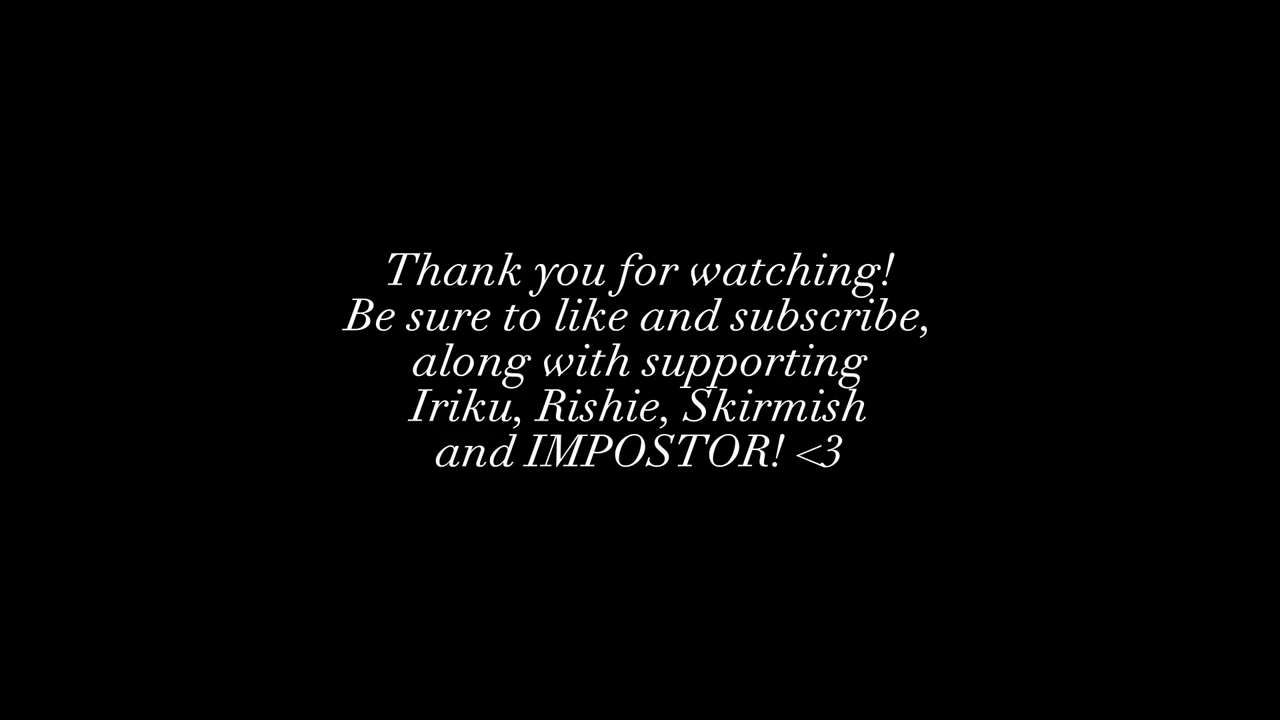 Thank you for watching!
Be sure to like and subscribe,
along with supporting
Iriku, Rishie, Skirmish
and IMPOSTOR! <3